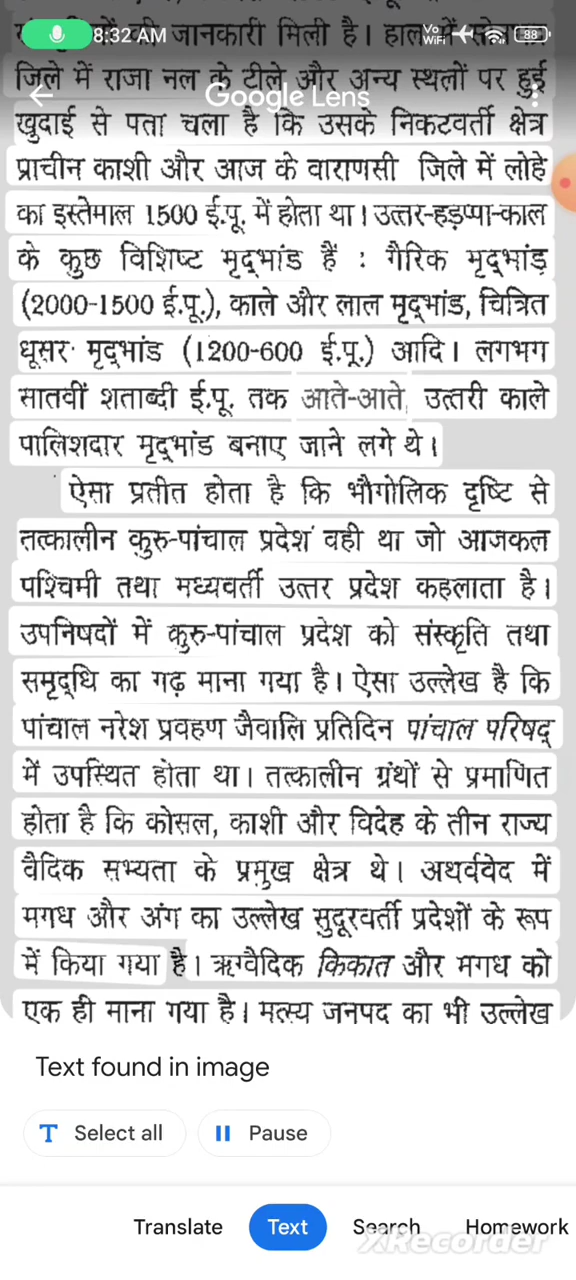 8:32 AM
Vo WiFi 88
की जानकारी मिली है। हाल में
जिले में राजा नल के टीले और अन्य स्थलों पर हुई
Google Lens
खुदाई से पता चला है कि उसके निकटवर्ती क्षेत्र
प्राचीन काशी और आज के वाराणसी जिले में लोहे
का इस्तेमाल 1500 ई.पू. में होता था। उत्तर-हड़प्पा-काल
के कुछ विशिष्ट मृद्भांड हैं : गैरिक मृद्भांड़
(2000-1500 ई.पू.), काले और लाल मृद्भांड, चित्रित
धूसर मृद्भांड (1200-600 ई.पू.) आदि। लगभग
सातवीं शताब्दी ई.पू. तक आते-आते, उत्तरी काले
पालिशदार मृद्भांड बनाए जाने लगे थे।
ऐसा प्रतीत होता है कि भौगोलिक दृष्टि से
तत्कालीन कुरु-पांचाल प्रदेश वही था जो आजकल
पश्चिमी तथा मध्यवर्ती उत्तर प्रदेश कहलाता है।
उपनिषदों में कुरु-पांचाल प्रदेश को संस्कृति तथा
समृद्धि का गढ़ माना गया है। ऐसा उल्लेख है कि
पांचाल नरेश प्रवहण जैवालि प्रतिदिन पांचाल परिषद्
में उपस्थित होता था। तत्कालीन ग्रंथों से प्रमाणित
होता है कि कोसल, काशी और विदेह के तीन राज्य
वैदिक सभ्यता के प्रमुख क्षेत्र थे। अथर्ववेद में
मगध और अंग का उल्लेख सुदूरवर्ती प्रदेशों के रूप
में किया गया है। ऋग्वैदिक किकात और मगध को
एक ही माना गया है। मत्स्य जनपद का भी उल्लेख
Text found in image
Select all
Pause
Translate
Text
Search
Homework
XRecorder